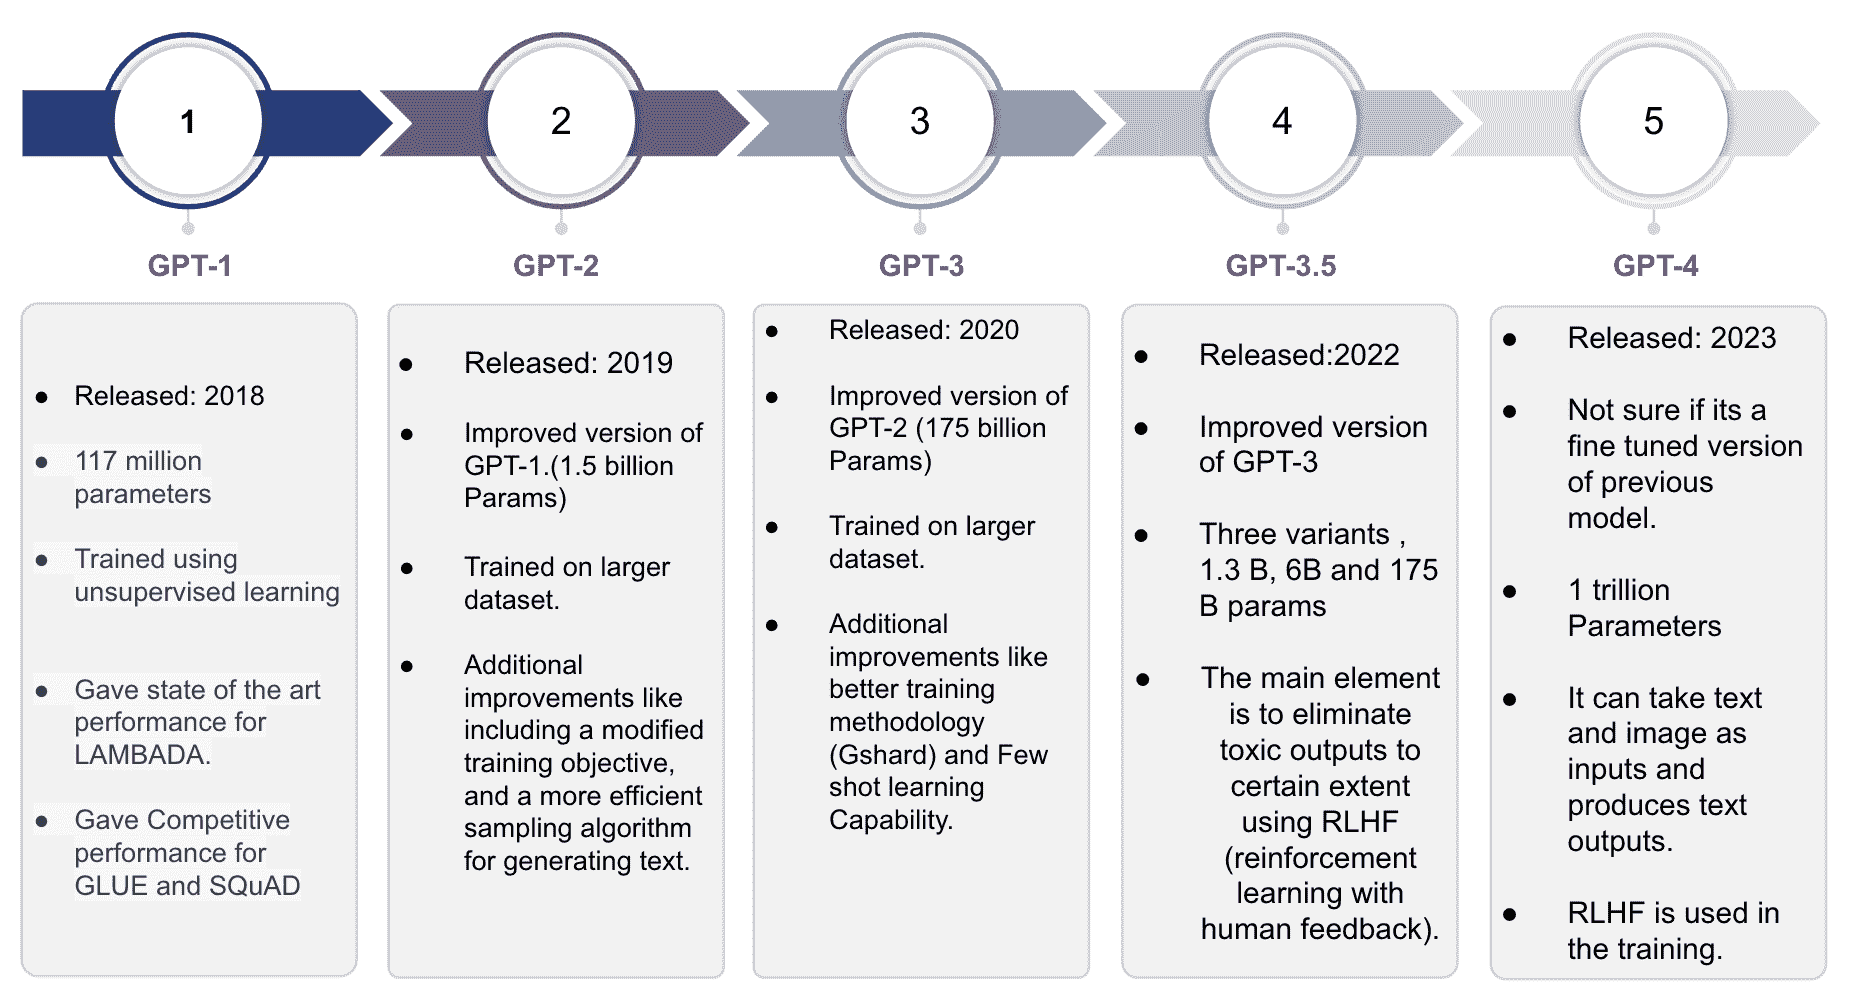 1
2
3
4
5
GPT-1
GPT-2
GPT-3
GPT-3.5
GPT-4
● Released: 2018
● 117 million
parameters
● Trained using
unsupervised learning
● Gave state of the art
performance for
LAMBADA.
● Gave Competitive
performance for
GLUE and SQuAD
● Released: 2019
● Improved version of
GPT-1.(1.5 billion
Params)
● Trained on larger
dataset.
● Additional
improvements like
including a modified
training objective,
and a more efficient
sampling algorithm
for generating text.
● Released: 2020
● Improved version of
GPT-2 (175 billion
Params)
● Trained on larger
dataset.
● Additional
improvements like
better training
methodology
(Gshard) and Few
shot learning
Capability.
● Released:2022
● Improved version
of GPT-3
● Three variants ,
1.3 B, 6B and 175
B params
● The main element
is to eliminate
toxic outputs to
certain extent
using RLHF
(reinforcement
learning with
human feedback).
● Released: 2023
● Not sure if its a
fine tuned version
of previous
model.
● 1 trillion
Parameters
● It can take text
and image as
inputs and
produces text
outputs.
● RLHF is used in
the training.